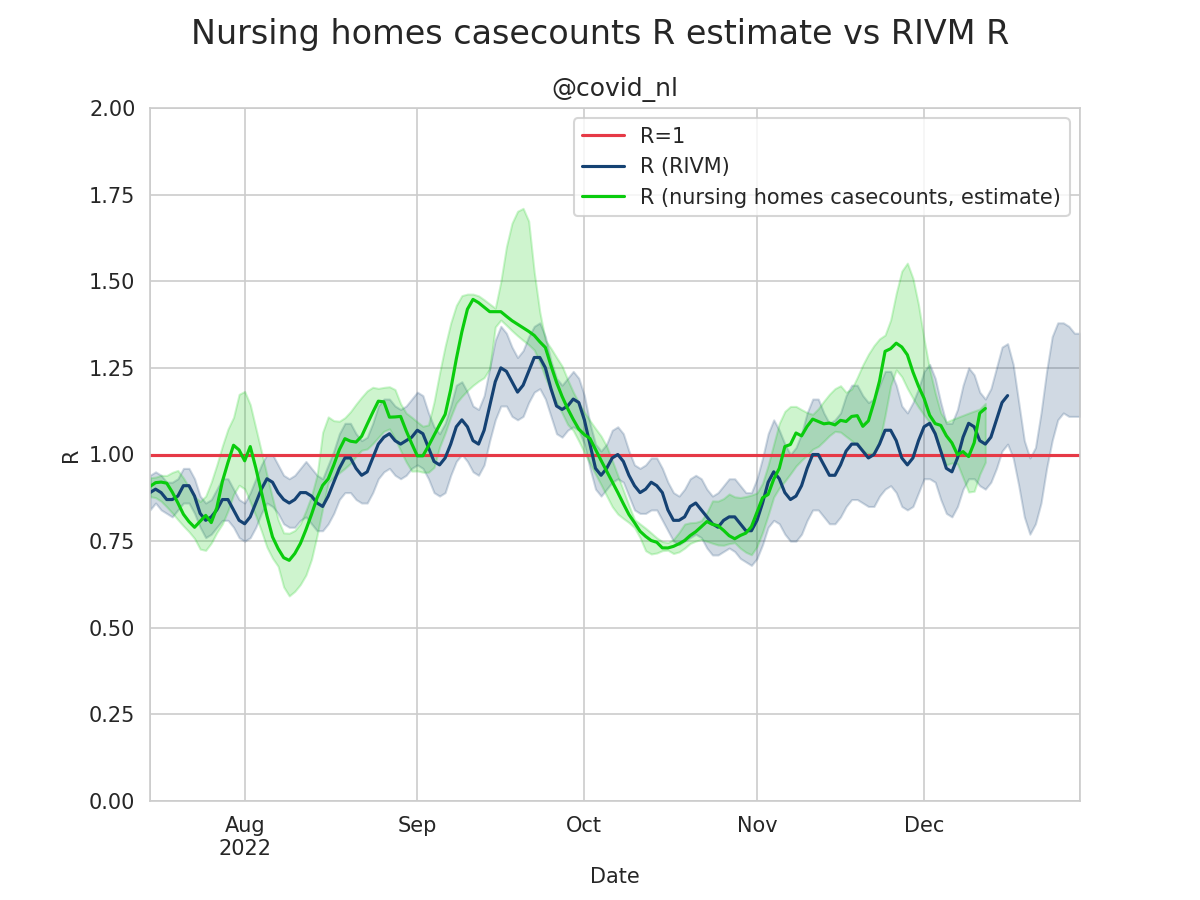 Nursing homes casecounts R estimate vs RIVM R
@covid_nl
2.00
1.75
1.50
1.25
1.00
0.75
0.50
0.25
0.00
R
R=1
R (RIVM)
R (nursing homes casecounts, estimate)
Aug
2022
Sep
Oct
Nov
Dec
Date